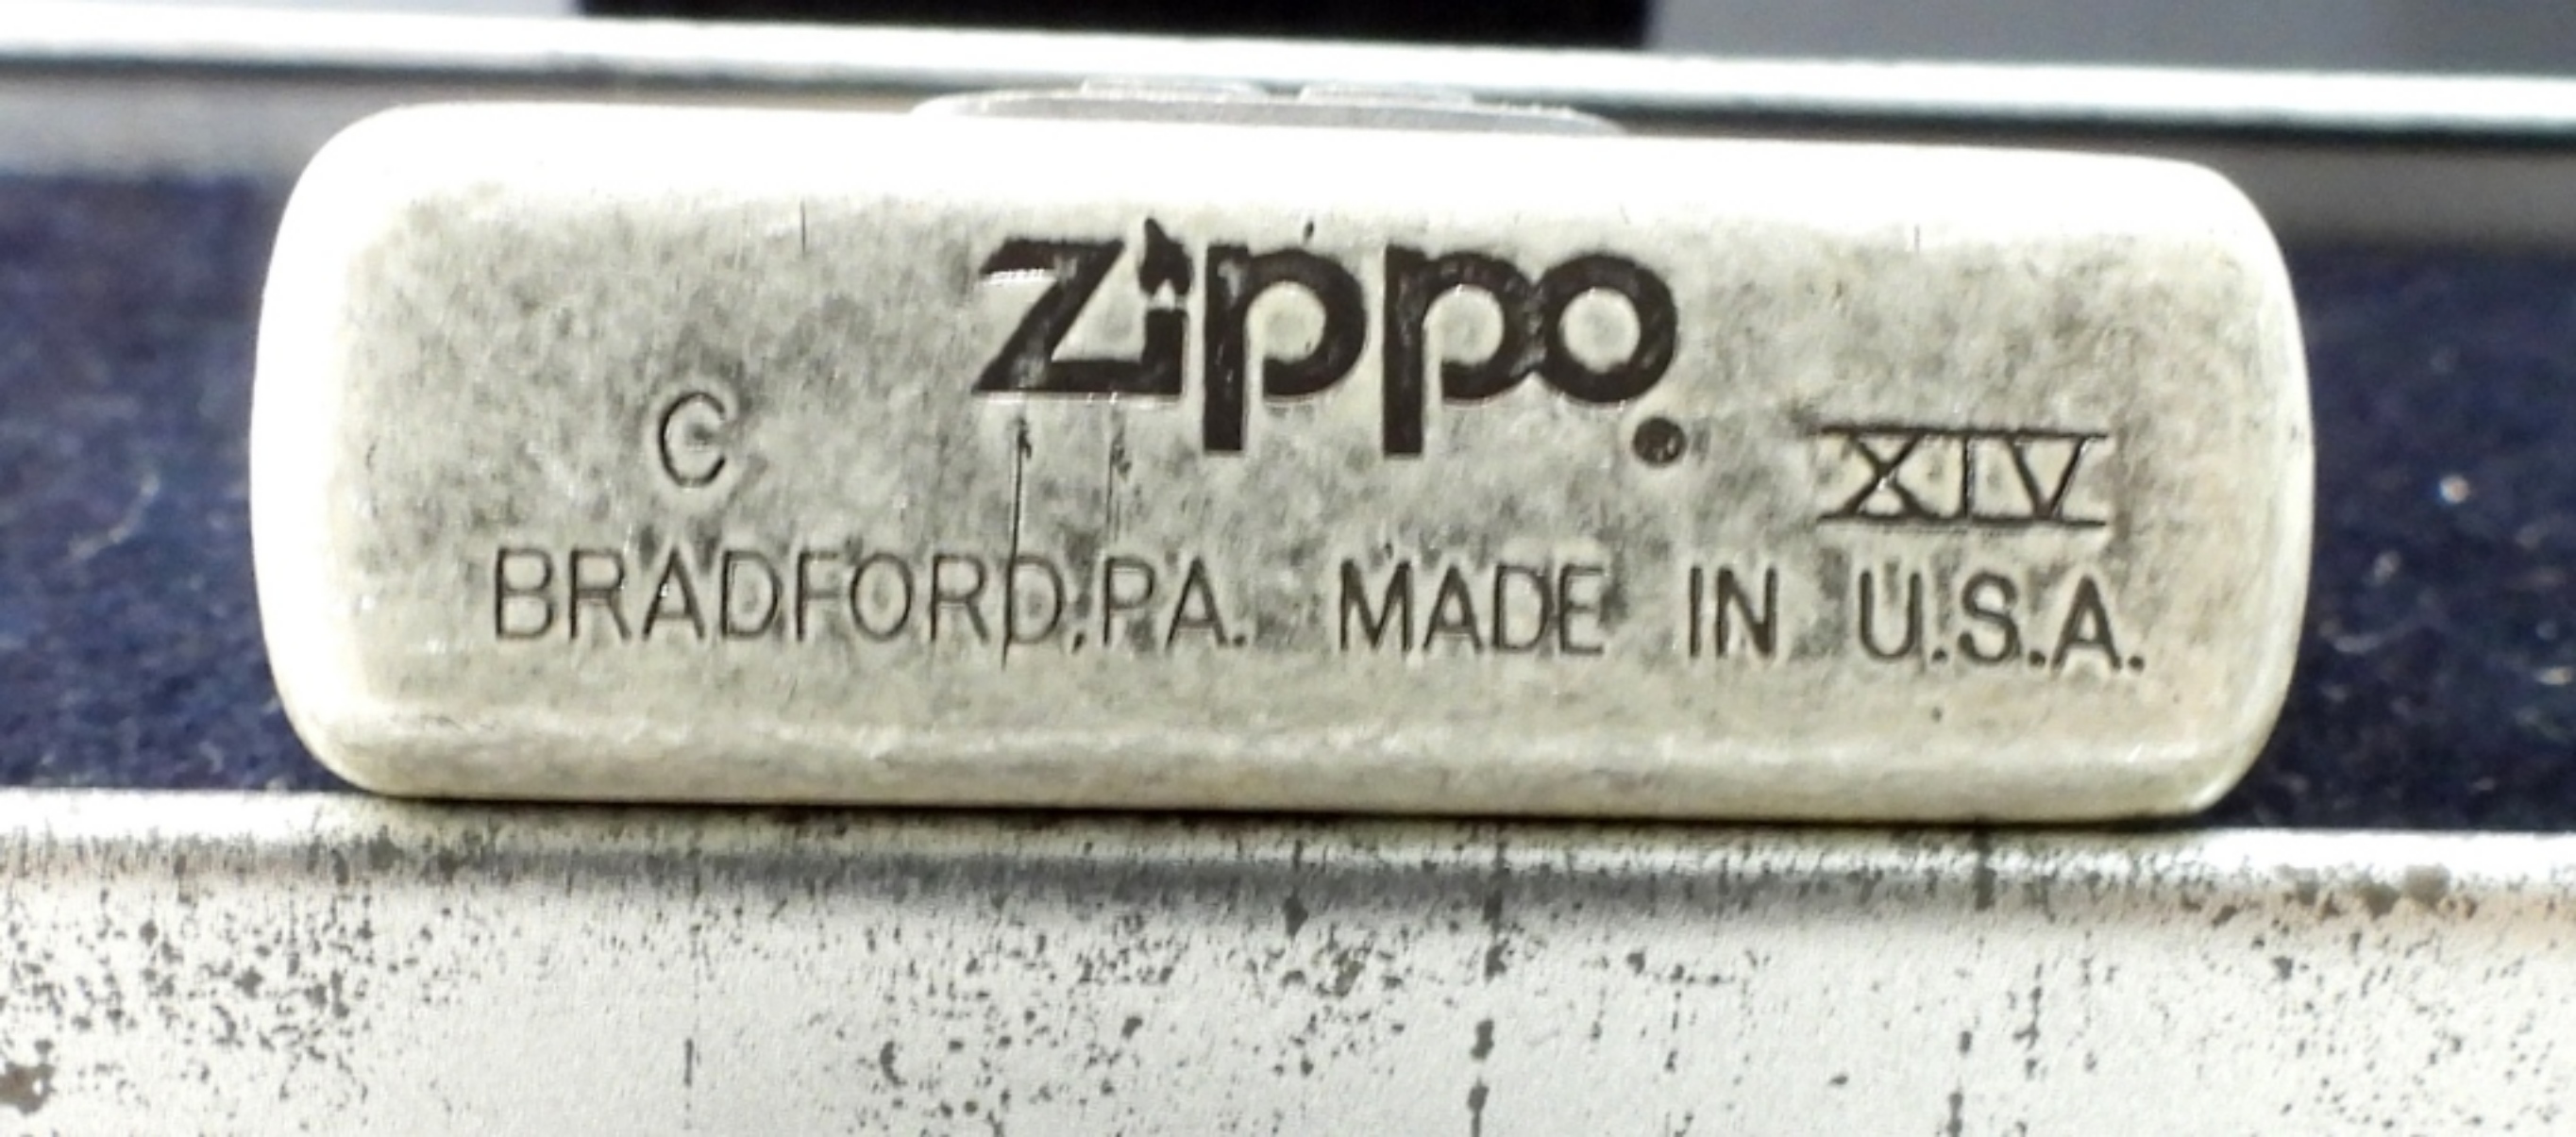 Zippo®
C XIV
BRADFORD,PA. MADE IN U.S.A.